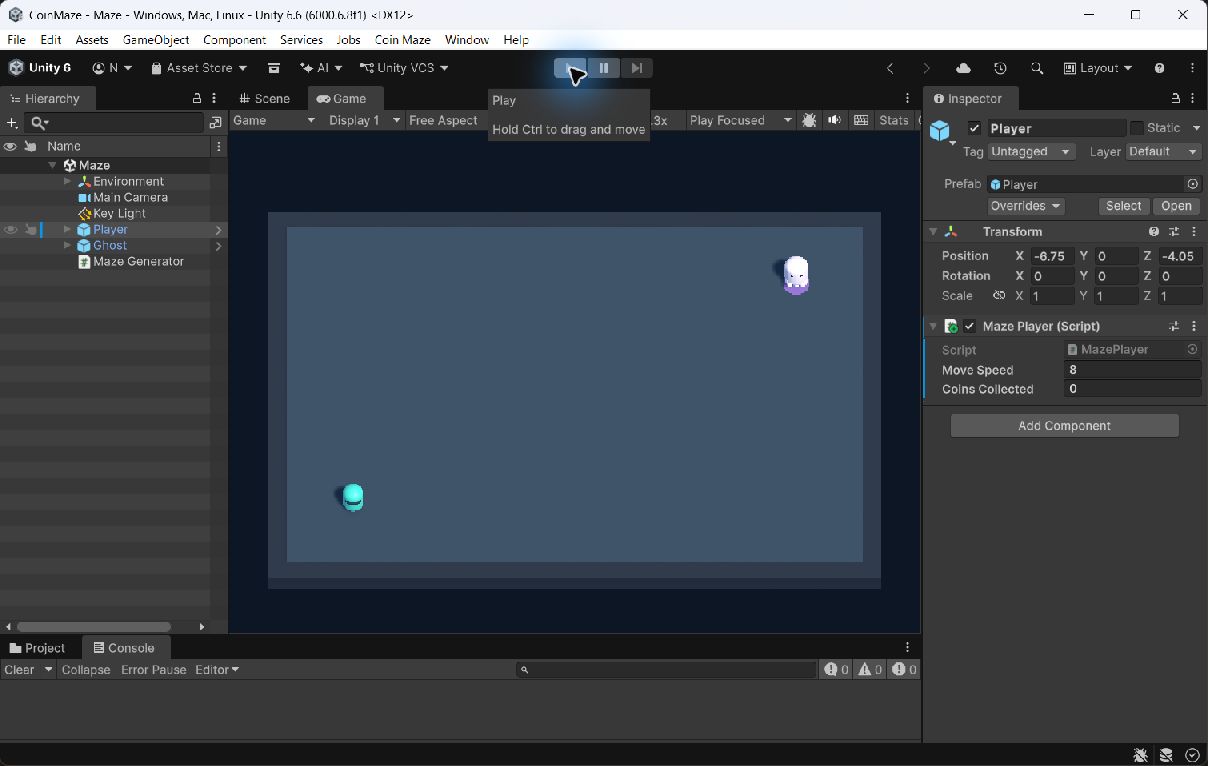 CoinMaze - Maze - Windows, Mac, Linux - Unity 6.6 (6000.6.8f1) <DX12>
File Edit Assets GameObject Component Services Jobs Coin Maze Window Help
Unity 6 N Asset Store AI Unity VCS Layout
Hierarchy Scene Game Inspector
Game Display 1 Free Aspect .3x Play Focused Stats
Play
Hold Ctrl to drag and move
Name
Maze
Environment
Main Camera
Key Light
Player
Ghost
Maze Generator
Player Static
Tag Untagged Layer Default
Prefab Player
Overrides Select Open
Transform
Position X -6.75 Y 0 Z -4.05
Rotation X 0 Y 0 Z 0
Scale X 1 Y 1 Z 1
Maze Player (Script)
Script MazePlayer
Move Speed 8
Coins Collected 0
Add Component
Project Console
Clear Collapse Error Pause Editor 0 0 0